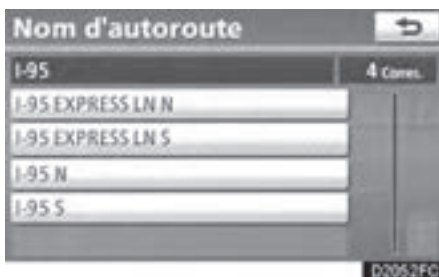 Nom d'autoroute
I-95 4 Corres.
I-95 EXPRESS LN N
I-95 EXPRESS LN S
I-95 N
I-95 S
D2052FC